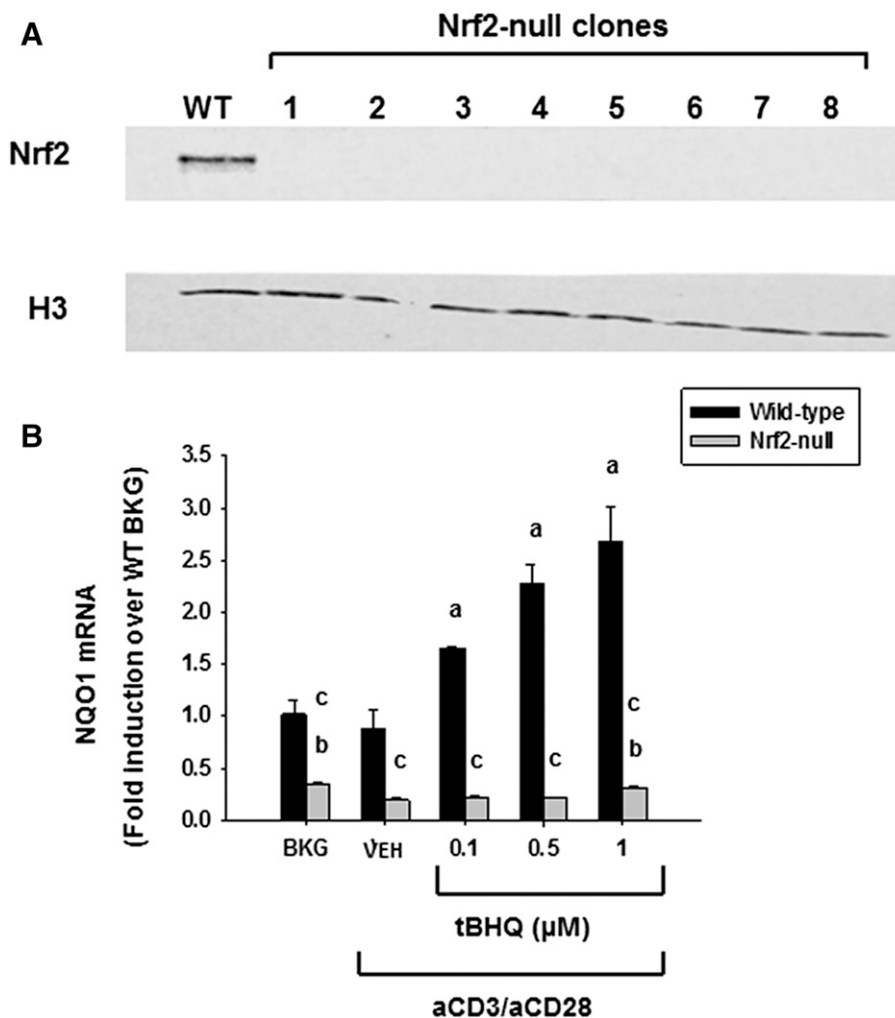 A
Nrf2-null clones
WT 1 2 3 4 5 6 7 8
Nrf2
H3
B
Wild-type
Nrf2-null
NQO1 mRNA
(Fold Induction over WT BKG)
3.5
3.0
2.5
2.0
1.5
1.0
0.5
0.0
c
b
c
a
c
a
c
a
c
b
BKG VEH 0.1 0.5 1
tBHQ (µM)
aCD3/aCD28